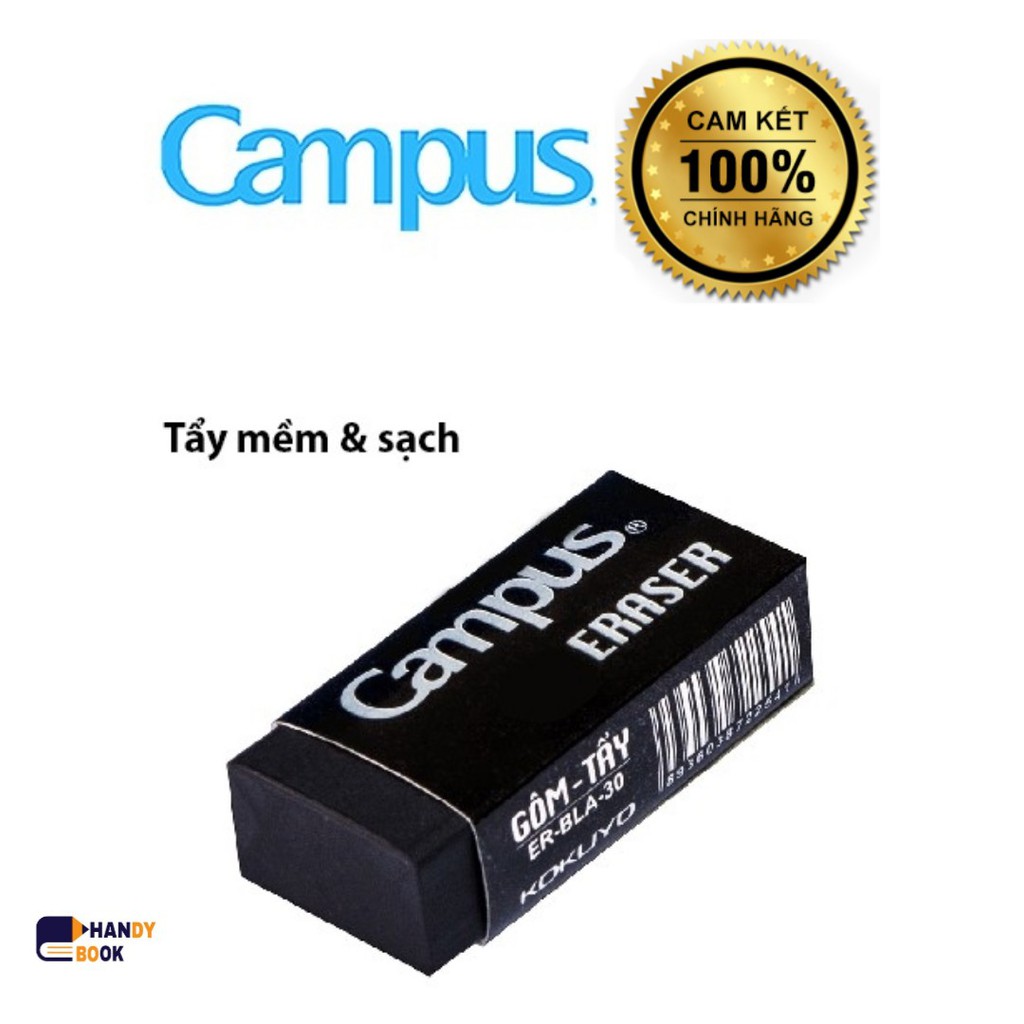 Campus
CAM KẾT
100%
CHÍNH HÃNG
Tẩy mềm & sạch
Campus®
ERASER
GÔM - TẨY
ER-BLA-30
KOKUYO
HANDY
BOOK